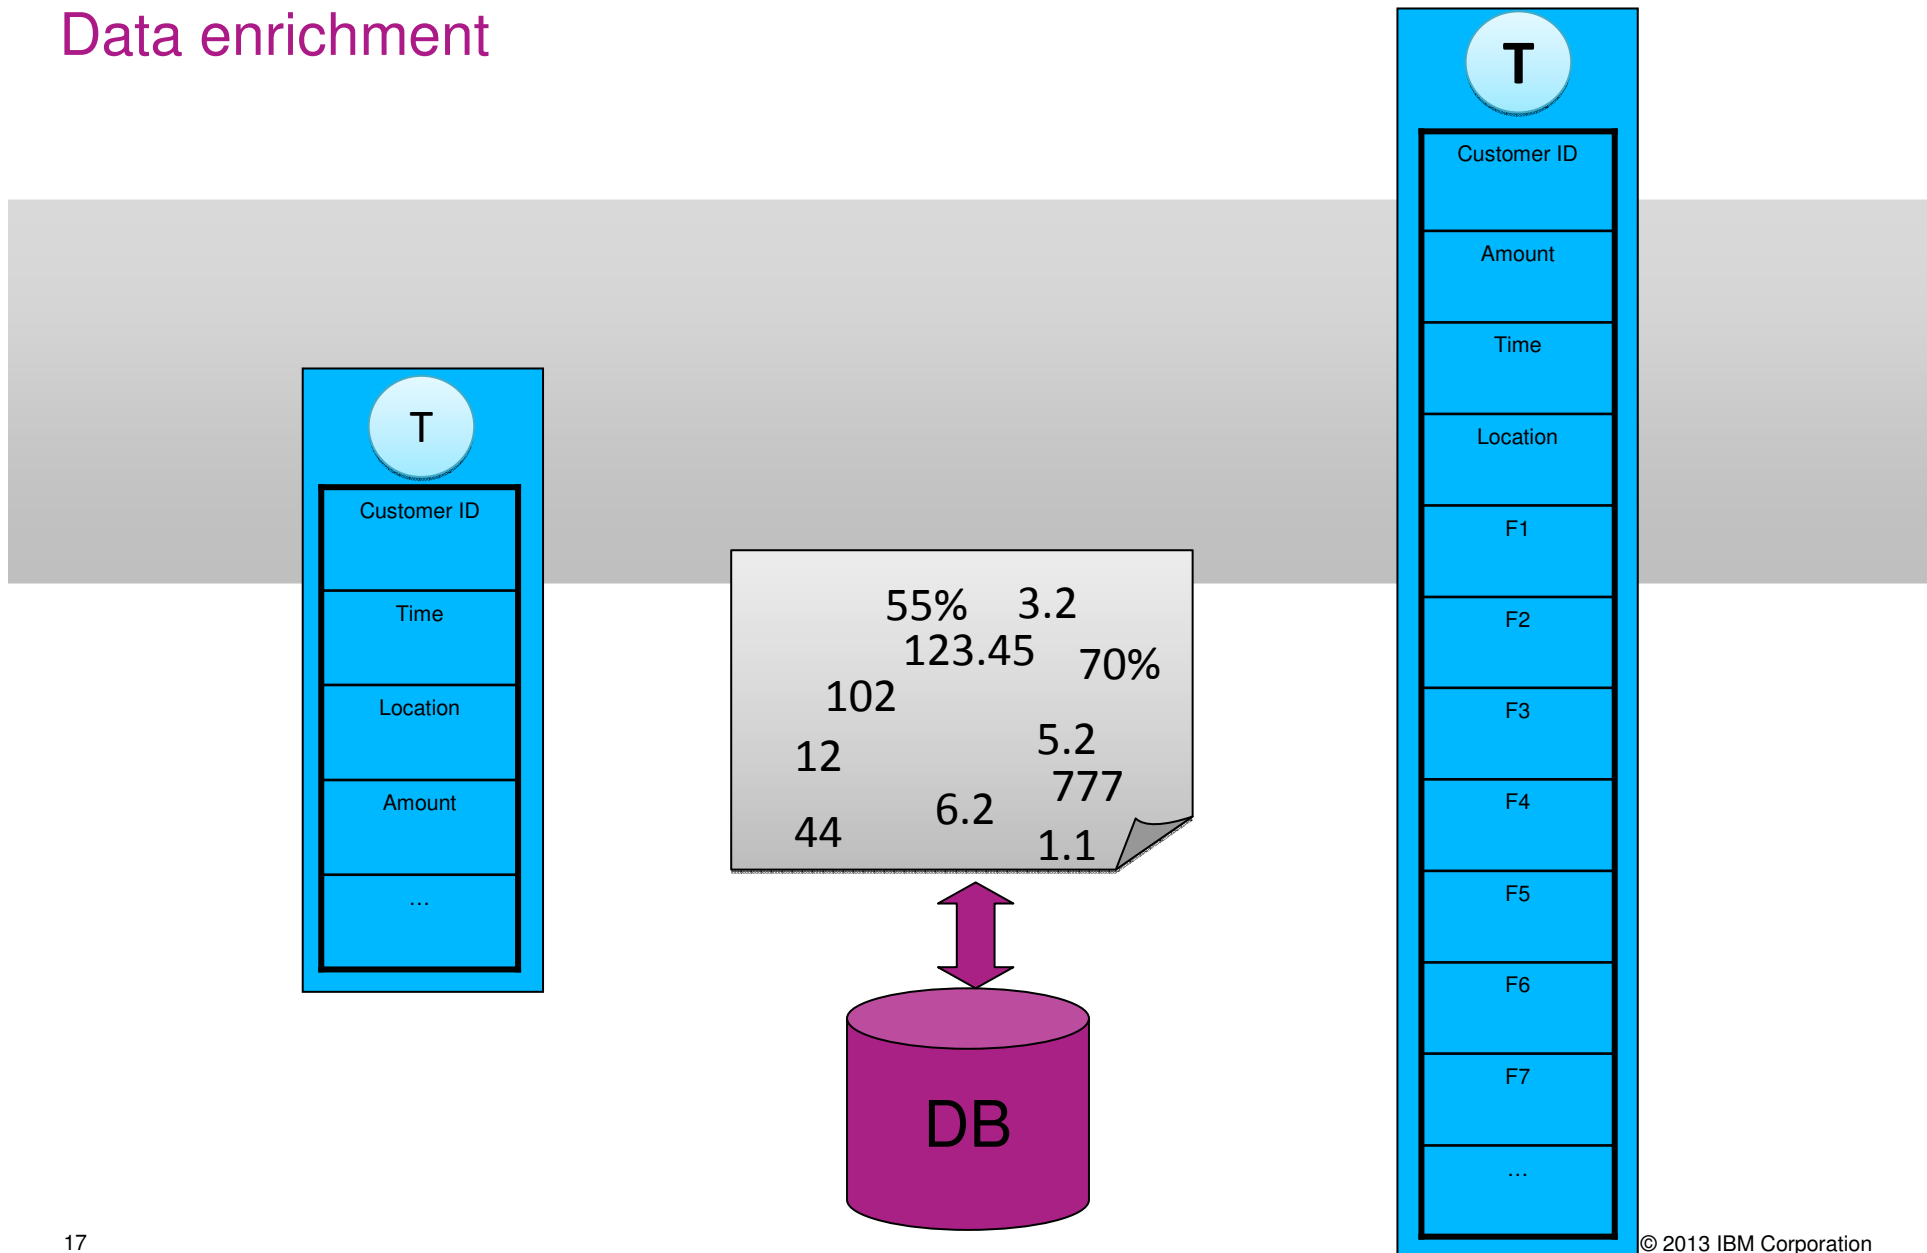 Data enrichment
T
Customer ID
Time
Location
Amount
…
55% 3.2
123.45
70%
102
5.2
12
777
6.2
44
1.1
DB
T
Customer ID
Amount
Time
Location
F1
F2
F3
F4
F5
F6
F7
…
17
© 2013 IBM Corporation